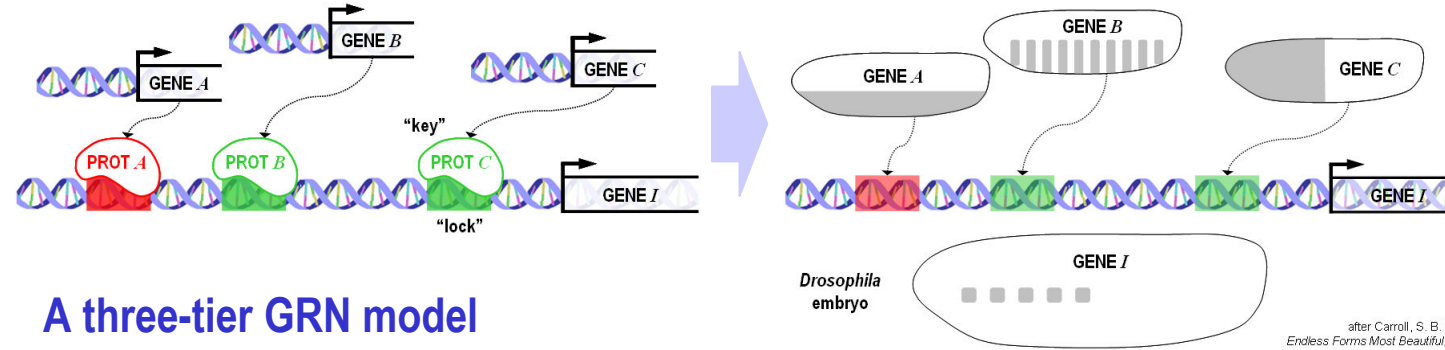 GENE A
GENE B
GENE C
"key"
PROT A
PROT B
PROT C
GENE I
"lock"
A three-tier GRN model
GENE A
GENE B
GENE C
GENE I
GENE I
Drosophila
embryo
after Carroll, S. B.
Endless Forms Most Beautiful,